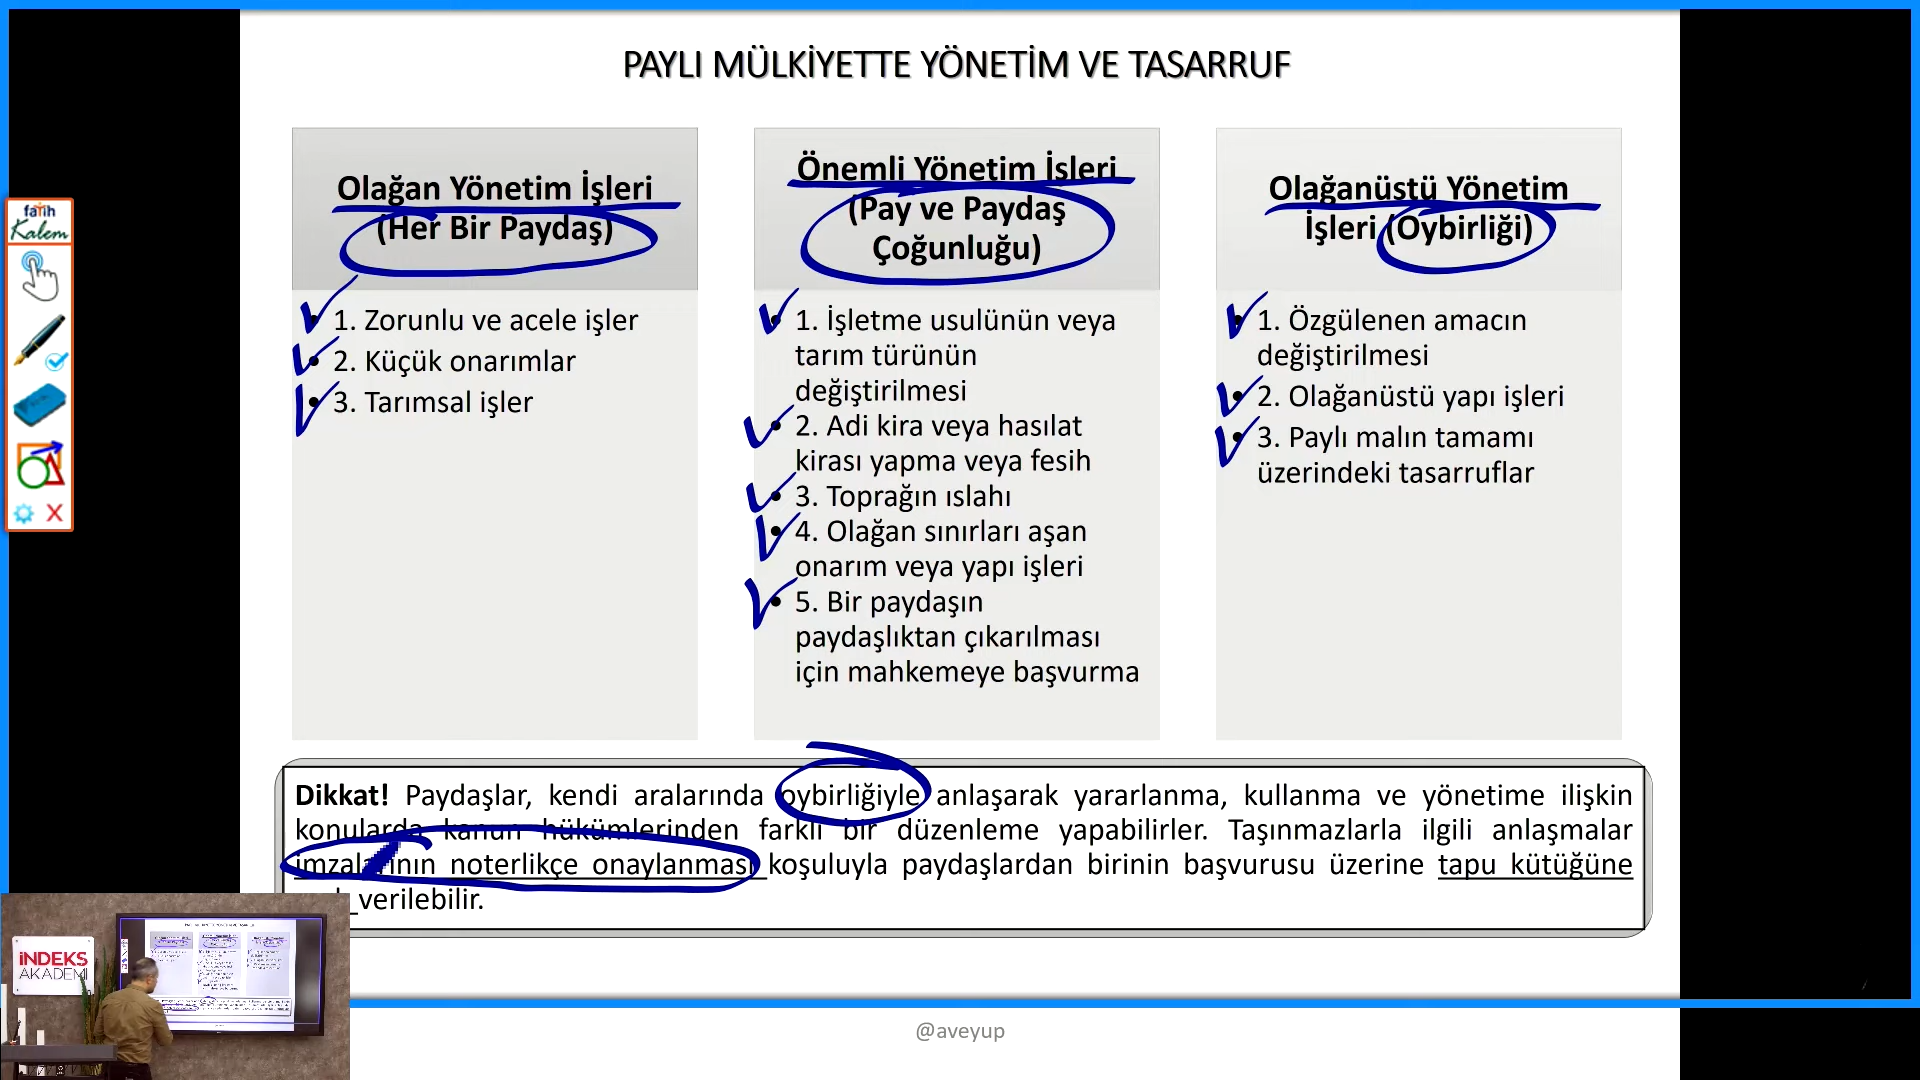 PAYLI MÜLKİYETTE YÖNETİM VE TASARRUF
Olağan Yönetim İşleri
(Her Bir Paydaş)
• 1. Zorunlu ve acele işler
• 2. Küçük onarımlar
• 3. Tarımsal işler
Önemli Yönetim İşleri
(Pay ve Paydaş
Çoğunluğu)
• 1. İşletme usulünün veya
tarım türünün
değiştirilmesi
• 2. Adi kira veya hasılat
kirası yapma veya fesih
• 3. Toprağın ıslahı
• 4. Olağan sınırları aşan
onarım veya yapı işleri
• 5. Bir paydaşın
paydaşlıktan çıkarılması
için mahkemeye başvurma
Olağanüstü Yönetim
İşleri (Oybirliği)
• 1. Özgülenen amacın
değiştirilmesi
• 2. Olağanüstü yapı işleri
• 3. Paylı malın tamamı
üzerindeki tasarruflar
Dikkat! Paydaşlar, kendi aralarında oybirliğiyle anlaşarak yararlanma, kullanma ve yönetime ilişkin
konularda kanun hükümlerinden farklı bir düzenleme yapabilirler. Taşınmazlarla ilgili anlaşmalar
imzalarının noterlikçe onaylanması koşuluyla paydaşlardan birinin başvurusu üzerine tapu kütüğüne
verilebilir.
fatih
Kalem
İNDEKS
AKADEMİ
@aveyup